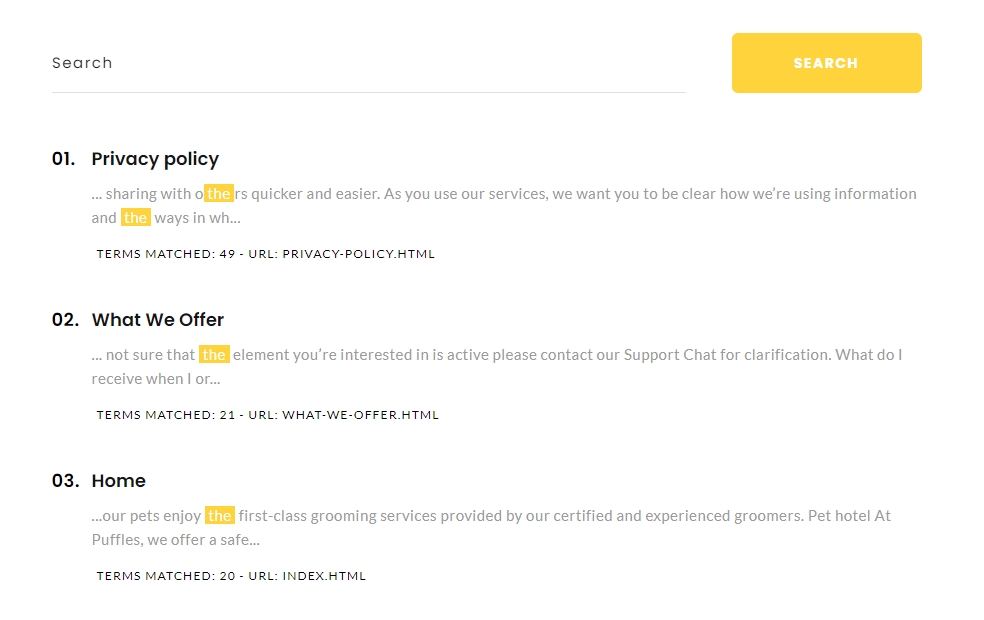 Search
SEARCH
01. Privacy policy
... sharing with others quicker and easier. As you use our services, we want you to be clear how we're using information
and the ways in wh...
TERMS MATCHED: 49 - URL: PRIVACY-POLICY.HTML
02. What We Offer
... not sure that the element you're interested in is active please contact our Support Chat for clarification. What do I
receive when I or...
TERMS MATCHED: 21 - URL: WHAT-WE-OFFER.HTML
03. Home
...our pets enjoy the first-class grooming services provided by our certified and experienced groomers. Pet hotel At
Puffles, we offer a safe...
TERMS MATCHED: 20 - URL: INDEX.HTML